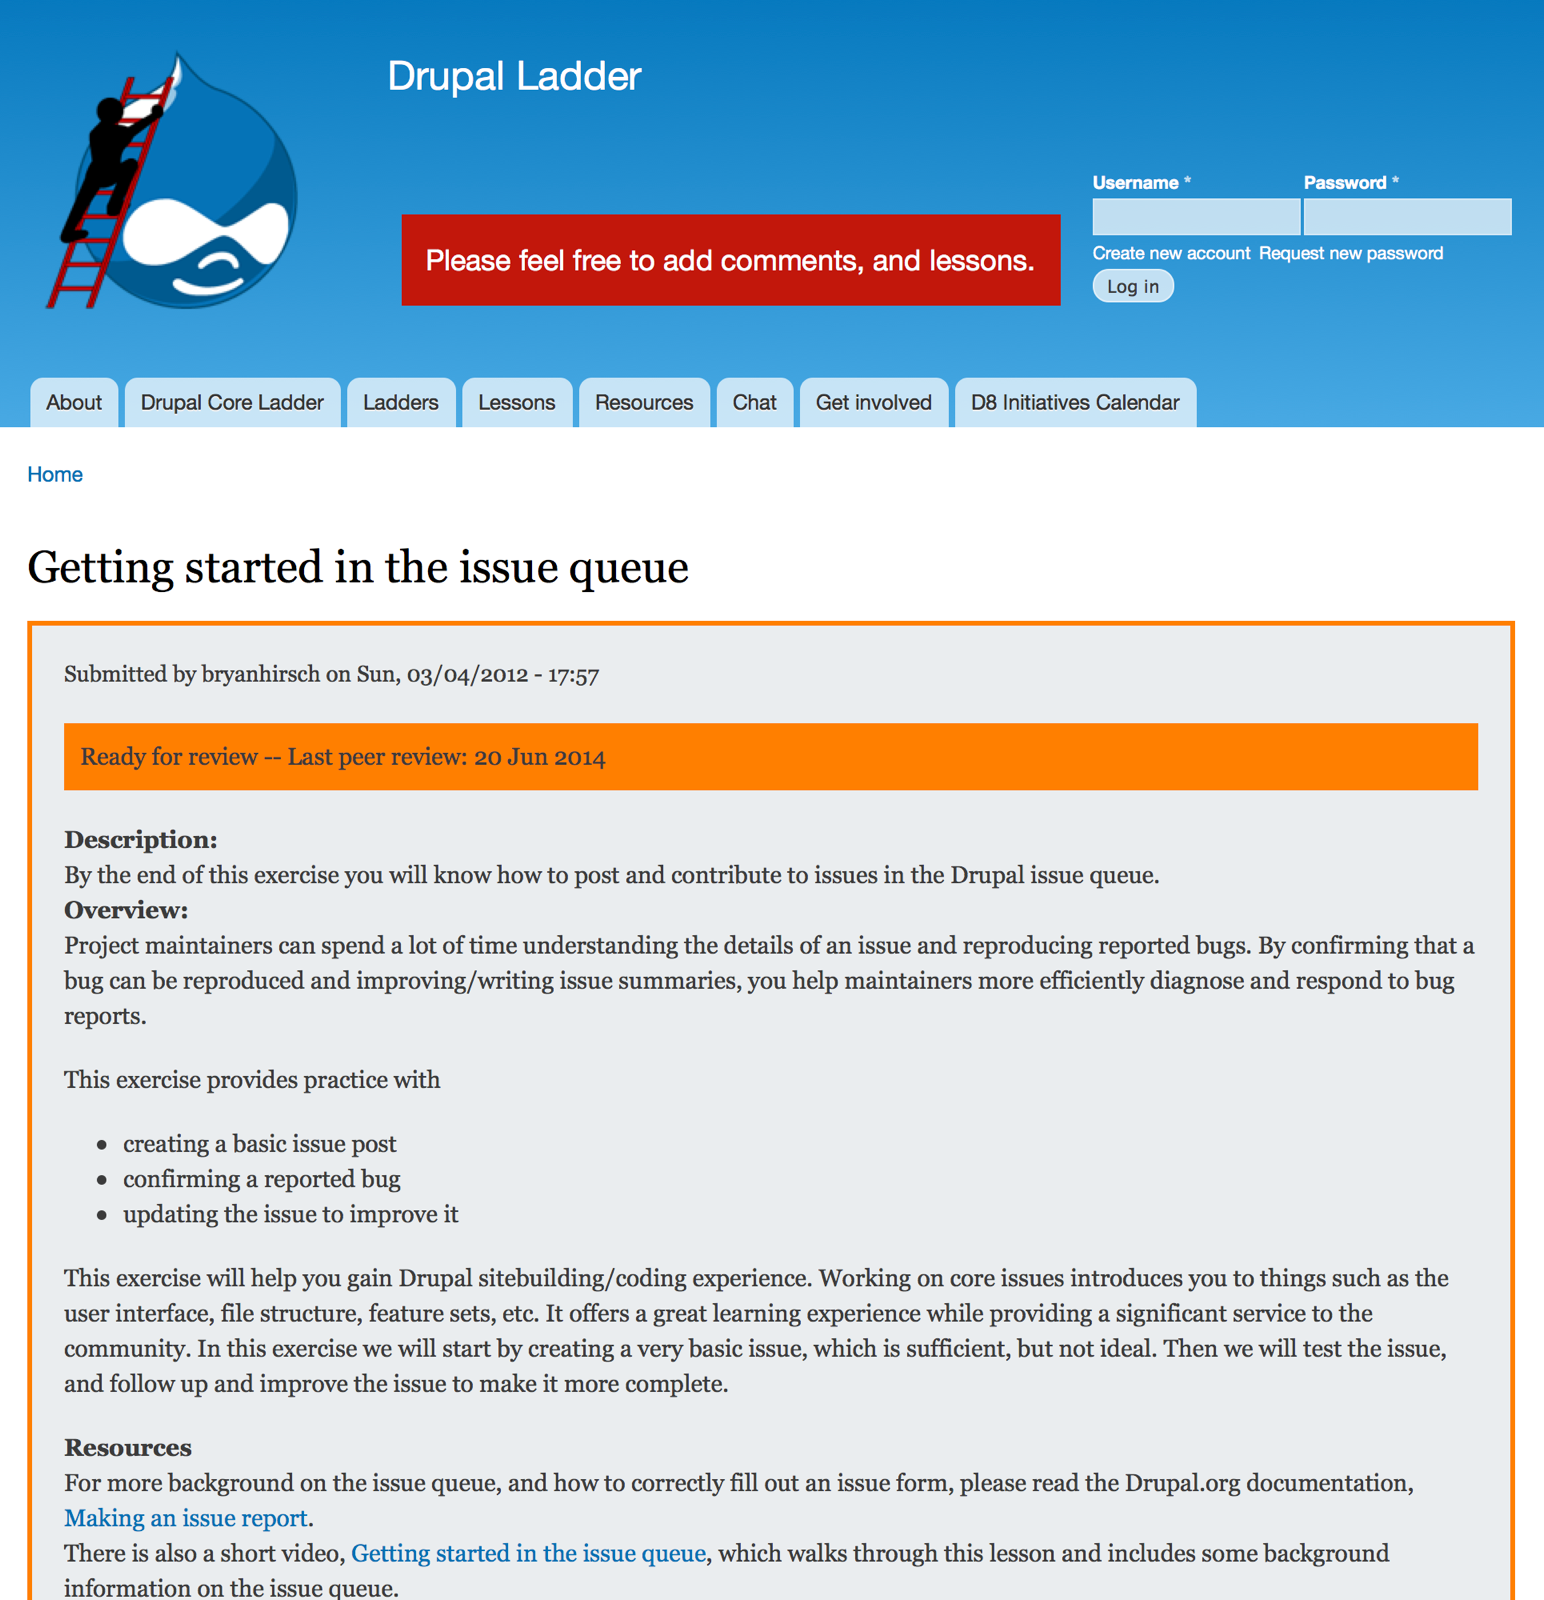 Drupal Ladder
Username *
Password *
Please feel free to add comments, and lessons.
Create new account Request new password
Log in
About
Drupal Core Ladder
Ladders
Lessons
Resources
Chat
Get involved
D8 Initiatives Calendar
Home
Getting started in the issue queue
Submitted by bryanhirsch on Sun, 03/04/2012 - 17:57
Ready for review -- Last peer review: 20 Jun 2014
Description:
By the end of this exercise you will know how to post and contribute to issues in the Drupal issue queue.
Overview:
Project maintainers can spend a lot of time understanding the details of an issue and reproducing reported bugs. By confirming that a
bug can be reproduced and improving/writing issue summaries, you help maintainers more efficiently diagnose and respond to bug
reports.
This exercise provides practice with
• creating a basic issue post
• confirming a reported bug
• updating the issue to improve it
This exercise will help you gain Drupal sitebuilding/coding experience. Working on core issues introduces you to things such as the
user interface, file structure, feature sets, etc. It offers a great learning experience while providing a significant service to the
community. In this exercise we will start by creating a very basic issue, which is sufficient, but not ideal. Then we will test the issue,
and follow up and improve the issue to make it more complete.
Resources
For more background on the issue queue, and how to correctly fill out an issue form, please read the Drupal.org documentation,
Making an issue report.
There is also a short video, Getting started in the issue queue, which walks through this lesson and includes some background
information on the issue queue.